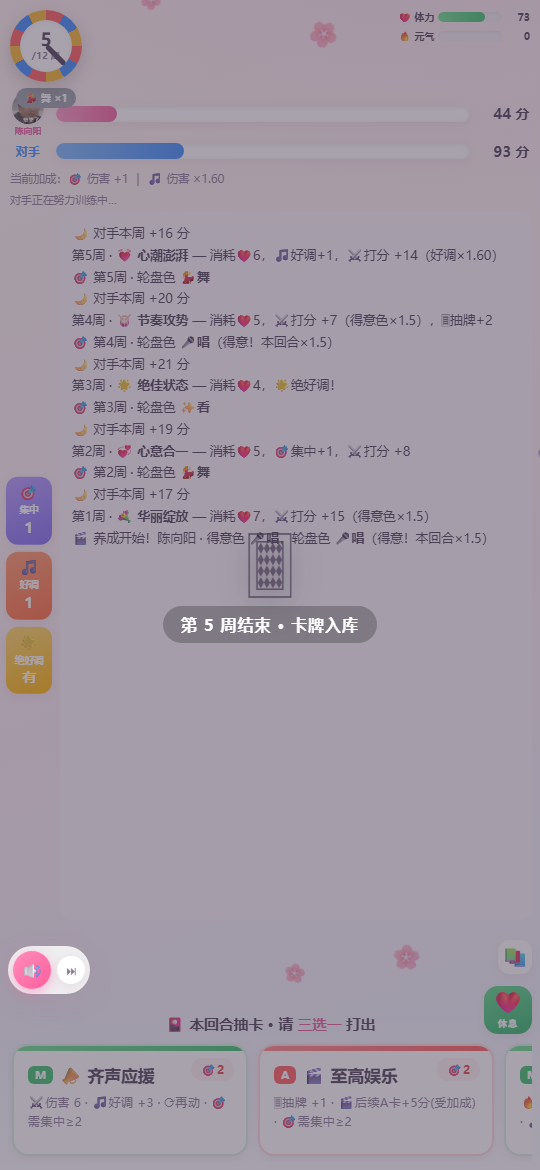 5
/12
体力 73
元气 0
舞 ×1
陈向阳
44 分
对手
93 分
当前加成: 伤害 +1 | 伤害 ×1.60
对手正在努力训练中...
对手本周 +16 分
第5周 · 心潮澎湃 — 消耗 6, 好调+1, 打分 +14（好调×1.60）
第5周 · 轮盘色 舞
对手本周 +20 分
第4周 · 节奏攻势 — 消耗 5, 打分 +7（得意色×1.5）, 抽牌+2
第4周 · 轮盘色 唱（得意！本回合×1.5）
对手本周 +21 分
第3周 · 绝佳状态 — 消耗 4, 绝好调!
第3周 · 轮盘色 看
对手本周 +19 分
第2周 · 心意合一 — 消耗 5, 集中+1, 打分 +8
第2周 · 轮盘色 舞
对手本周 +17 分
第1周 · 华丽绽放 — 消耗 7, 打分 +15（得意色×1.5）
养成开始！陈向阳 · 得意色 唱, 轮盘色 唱（得意！本回合×1.5）
集中
1
好调
1
绝好调
有
第 5 周结束 • 卡牌入库
休息
本回合抽卡 • 请 三选一 打出
M 齐声应援 2
伤害 6 · 好调 +3 · 再动 ·
需集中≥2
A 至高娱乐 2
抽牌 +1 · 后续A卡+5分(受加成)
· 需集中≥2